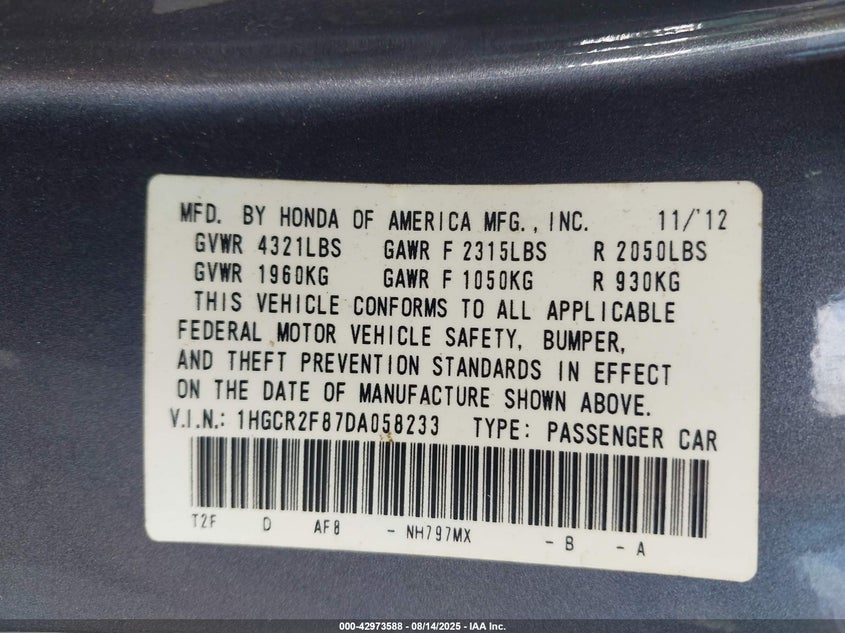 MFD. BY HONDA OF AMERICA MFG., INC. 11/'12
GVWR 4321LBS GAWR F 2315LBS R 2050LBS
GVWR 1960KG GAWR F 1050KG R 930KG
THIS VEHICLE CONFORMS TO ALL APPLICABLE
FEDERAL MOTOR VEHICLE SAFETY, BUMPER,
AND THEFT PREVENTION STANDARDS IN EFFECT
ON THE DATE OF MANUFACTURE SHOWN ABOVE.
V.I.N.: 1HGCR2F87DA058233 TYPE: PASSENGER CAR
T2F D AF8 - NH797MX - B - A
000-42973588 - 08/14/2025 - IAA Inc.